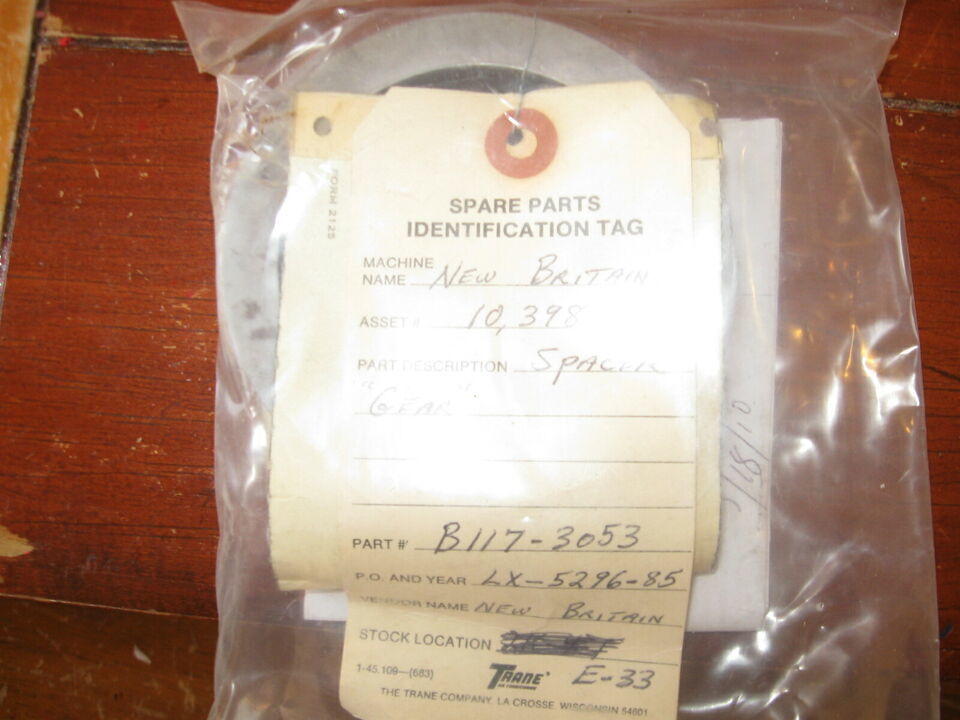 FORM 2125
SPARE PARTS
IDENTIFICATION TAG
MACHINE
NAME NEW BRITAIN
ASSET # 10,398
PART DESCRIPTION SPACER
"GEAR"
PART # B117-3053
P.O. AND YEAR LX-5296-85
VENDOR NAME NEW BRITAIN
STOCK LOCATION
E-33
1-45.109—(683) TRANE
THE TRANE COMPANY, LA CROSSE, WISCONSIN 54601